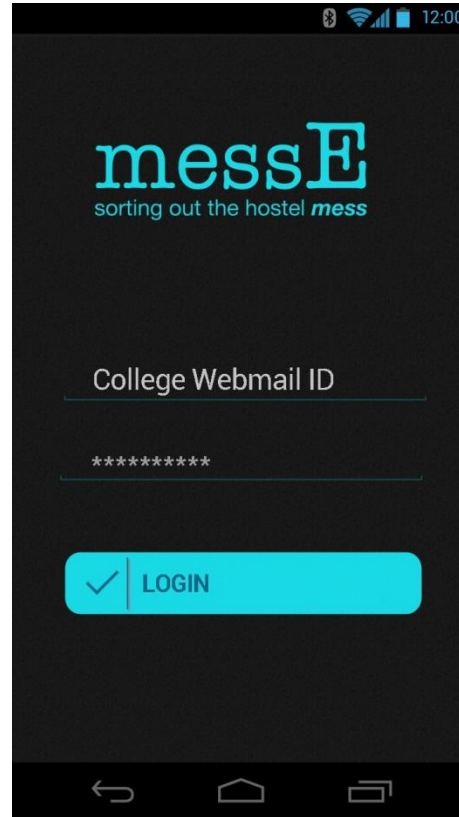 12:00
messE
sorting out the hostel mess
College Webmail ID
**********
LOGIN